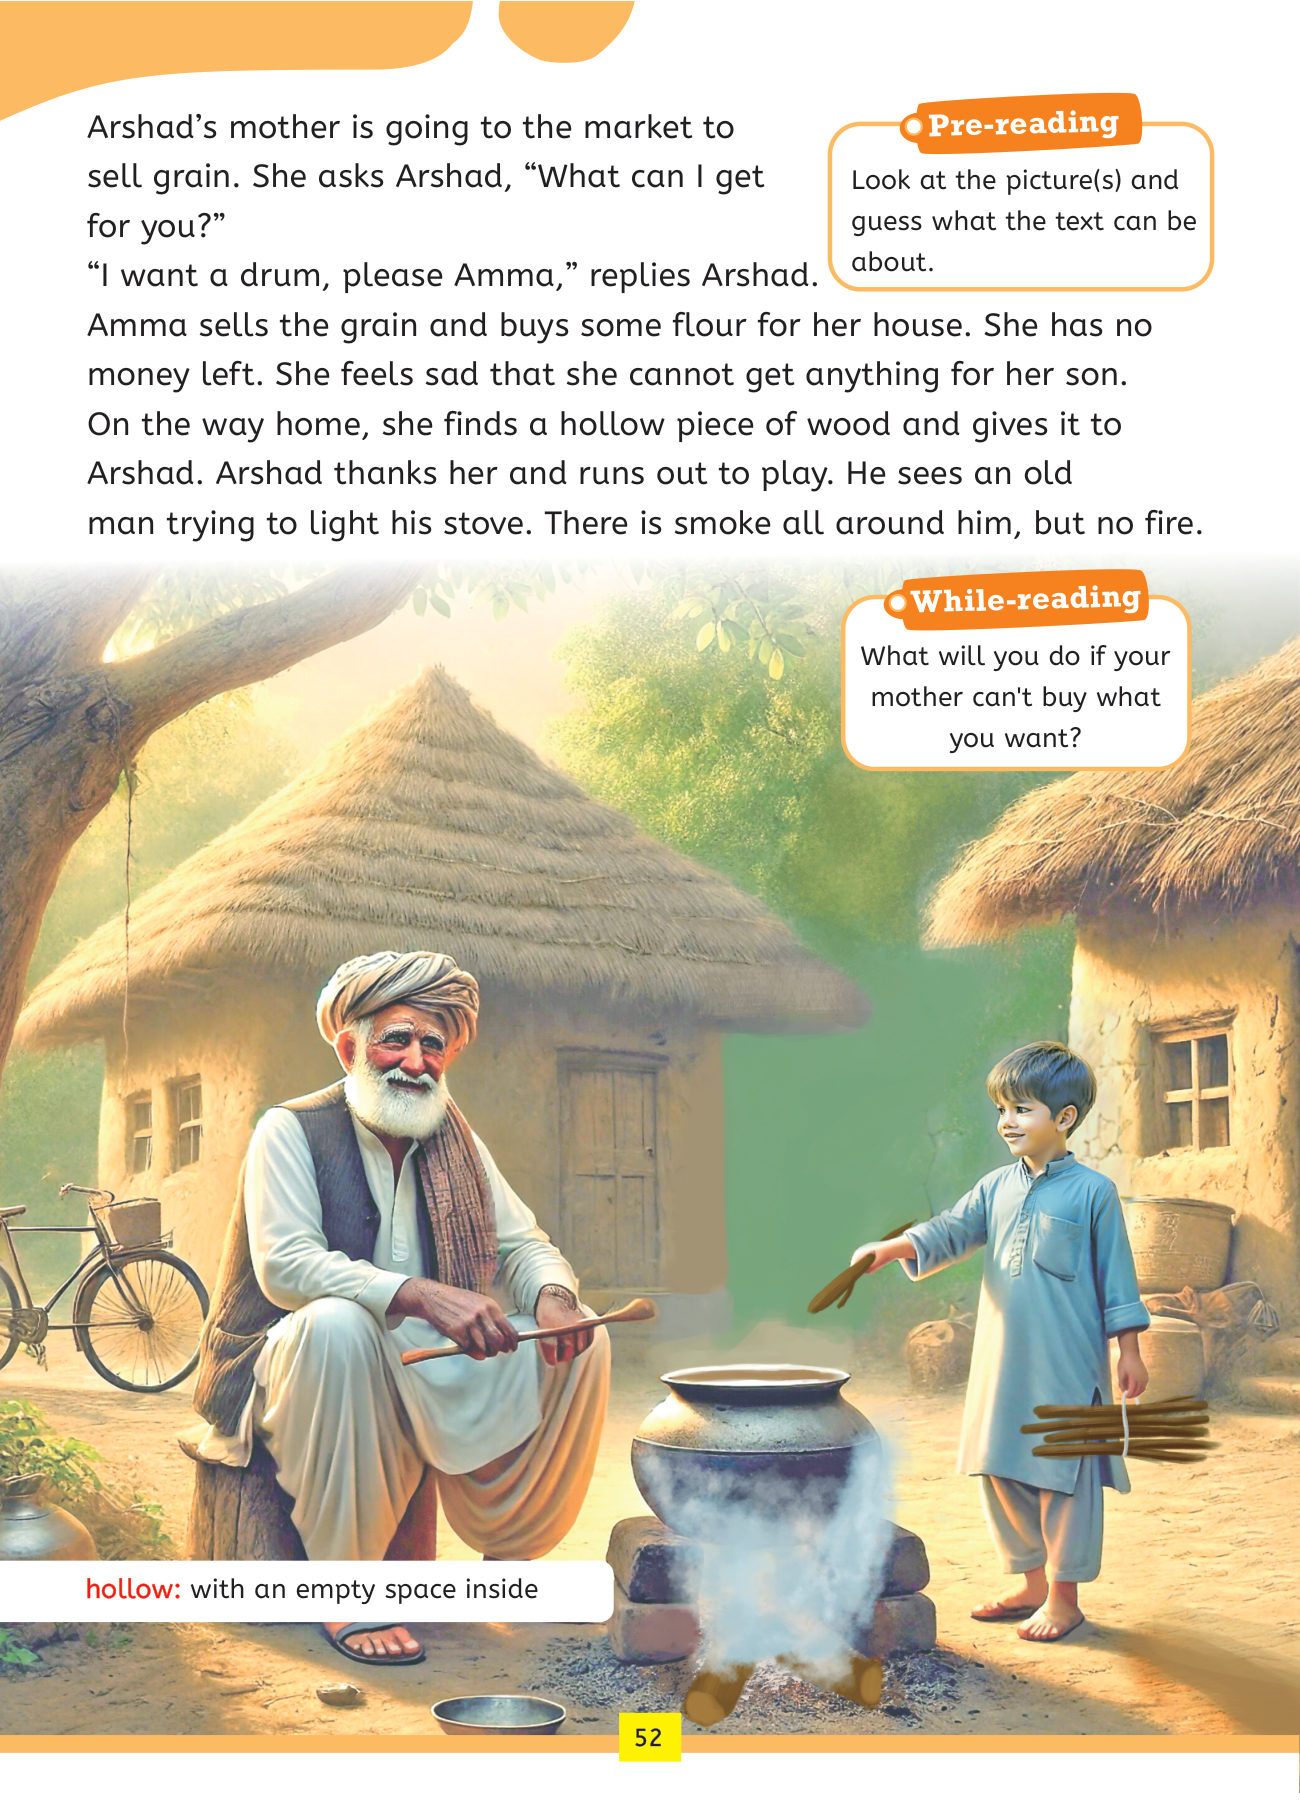 Arshad’s mother is going to the market to
sell grain. She asks Arshad, “What can I get
for you?”
“I want a drum, please Amma,” replies Arshad.
Amma sells the grain and buys some flour for her house. She has no
money left. She feels sad that she cannot get anything for her son.
On the way home, she finds a hollow piece of wood and gives it to
Arshad. Arshad thanks her and runs out to play. He sees an old
man trying to light his stove. There is smoke all around him, but no fire.
Pre-reading
Look at the picture(s) and
guess what the text can be
about.
While-reading
What will you do if your
mother can't buy what
you want?
hollow: with an empty space inside
52